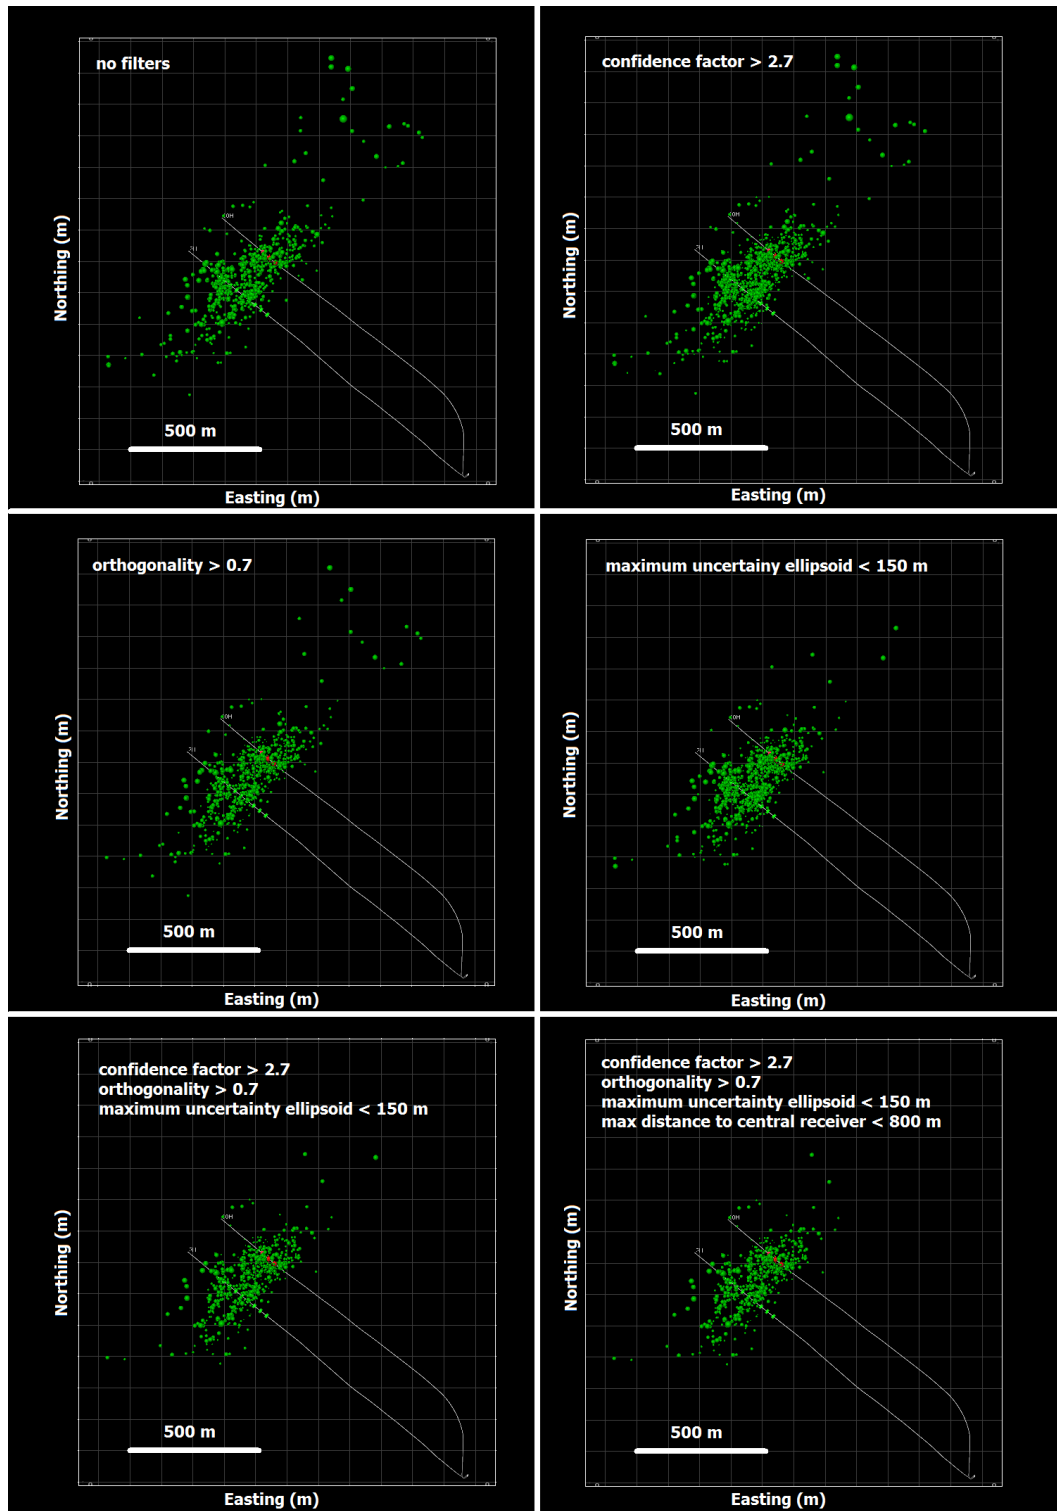 no filters
Northing (m)
500 m
Easting (m)
confidence factor > 2.7
Northing (m)
500 m
Easting (m)
orthogonality > 0.7
Northing (m)
500 m
Easting (m)
maximum uncertainy ellipsoid < 150 m
Northing (m)
500 m
Easting (m)
confidence factor > 2.7
orthogonality > 0.7
maximum uncertainty ellipsoid < 150 m
Northing (m)
500 m
Easting (m)
confidence factor > 2.7
orthogonality > 0.7
maximum uncertainty ellipsoid < 150 m
max distance to central receiver < 800 m
Northing (m)
500 m
Easting (m)